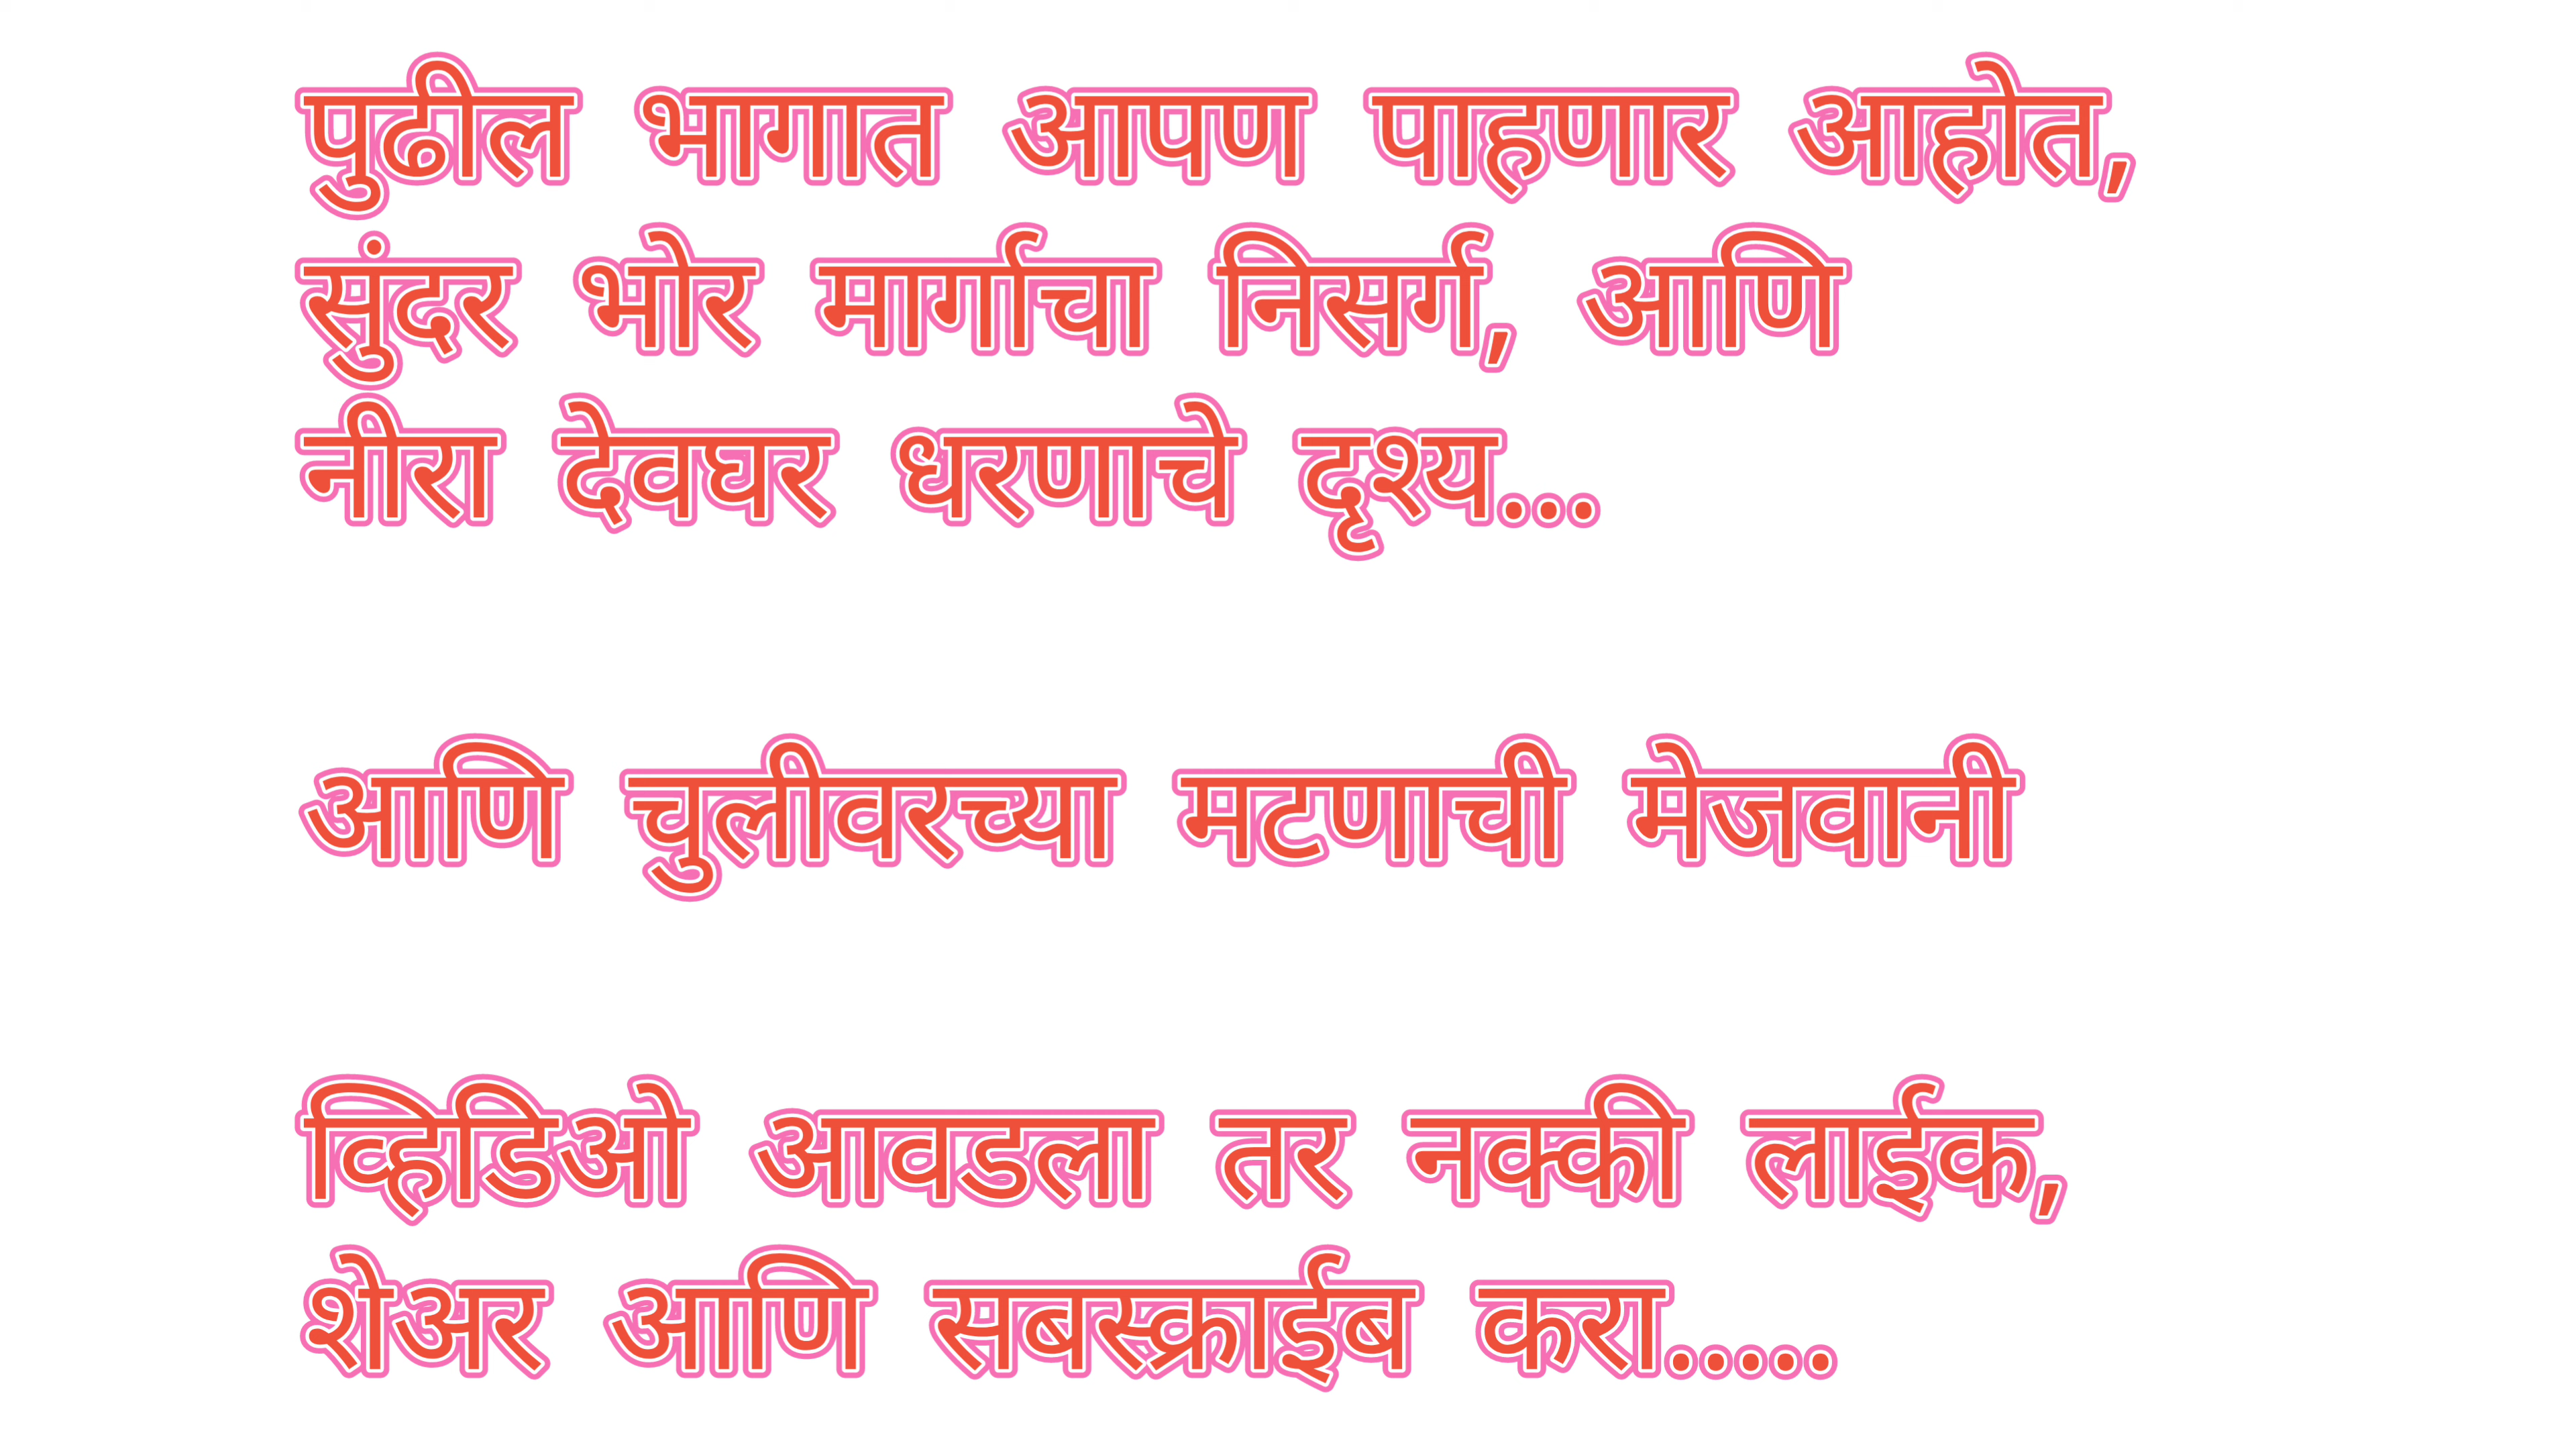 पुढील भागात आपण पाहणार आहोत,
सुंदर भोर मार्गाचा निसर्ग, आणि
नीरा देवघर धरणाचे दृश्य...
आणि चुलीवरच्या मटणाची मेजवानी
व्हिडिओ आवडला तर नक्की लाईक,
शेअर आणि सबस्क्राईब करा.....